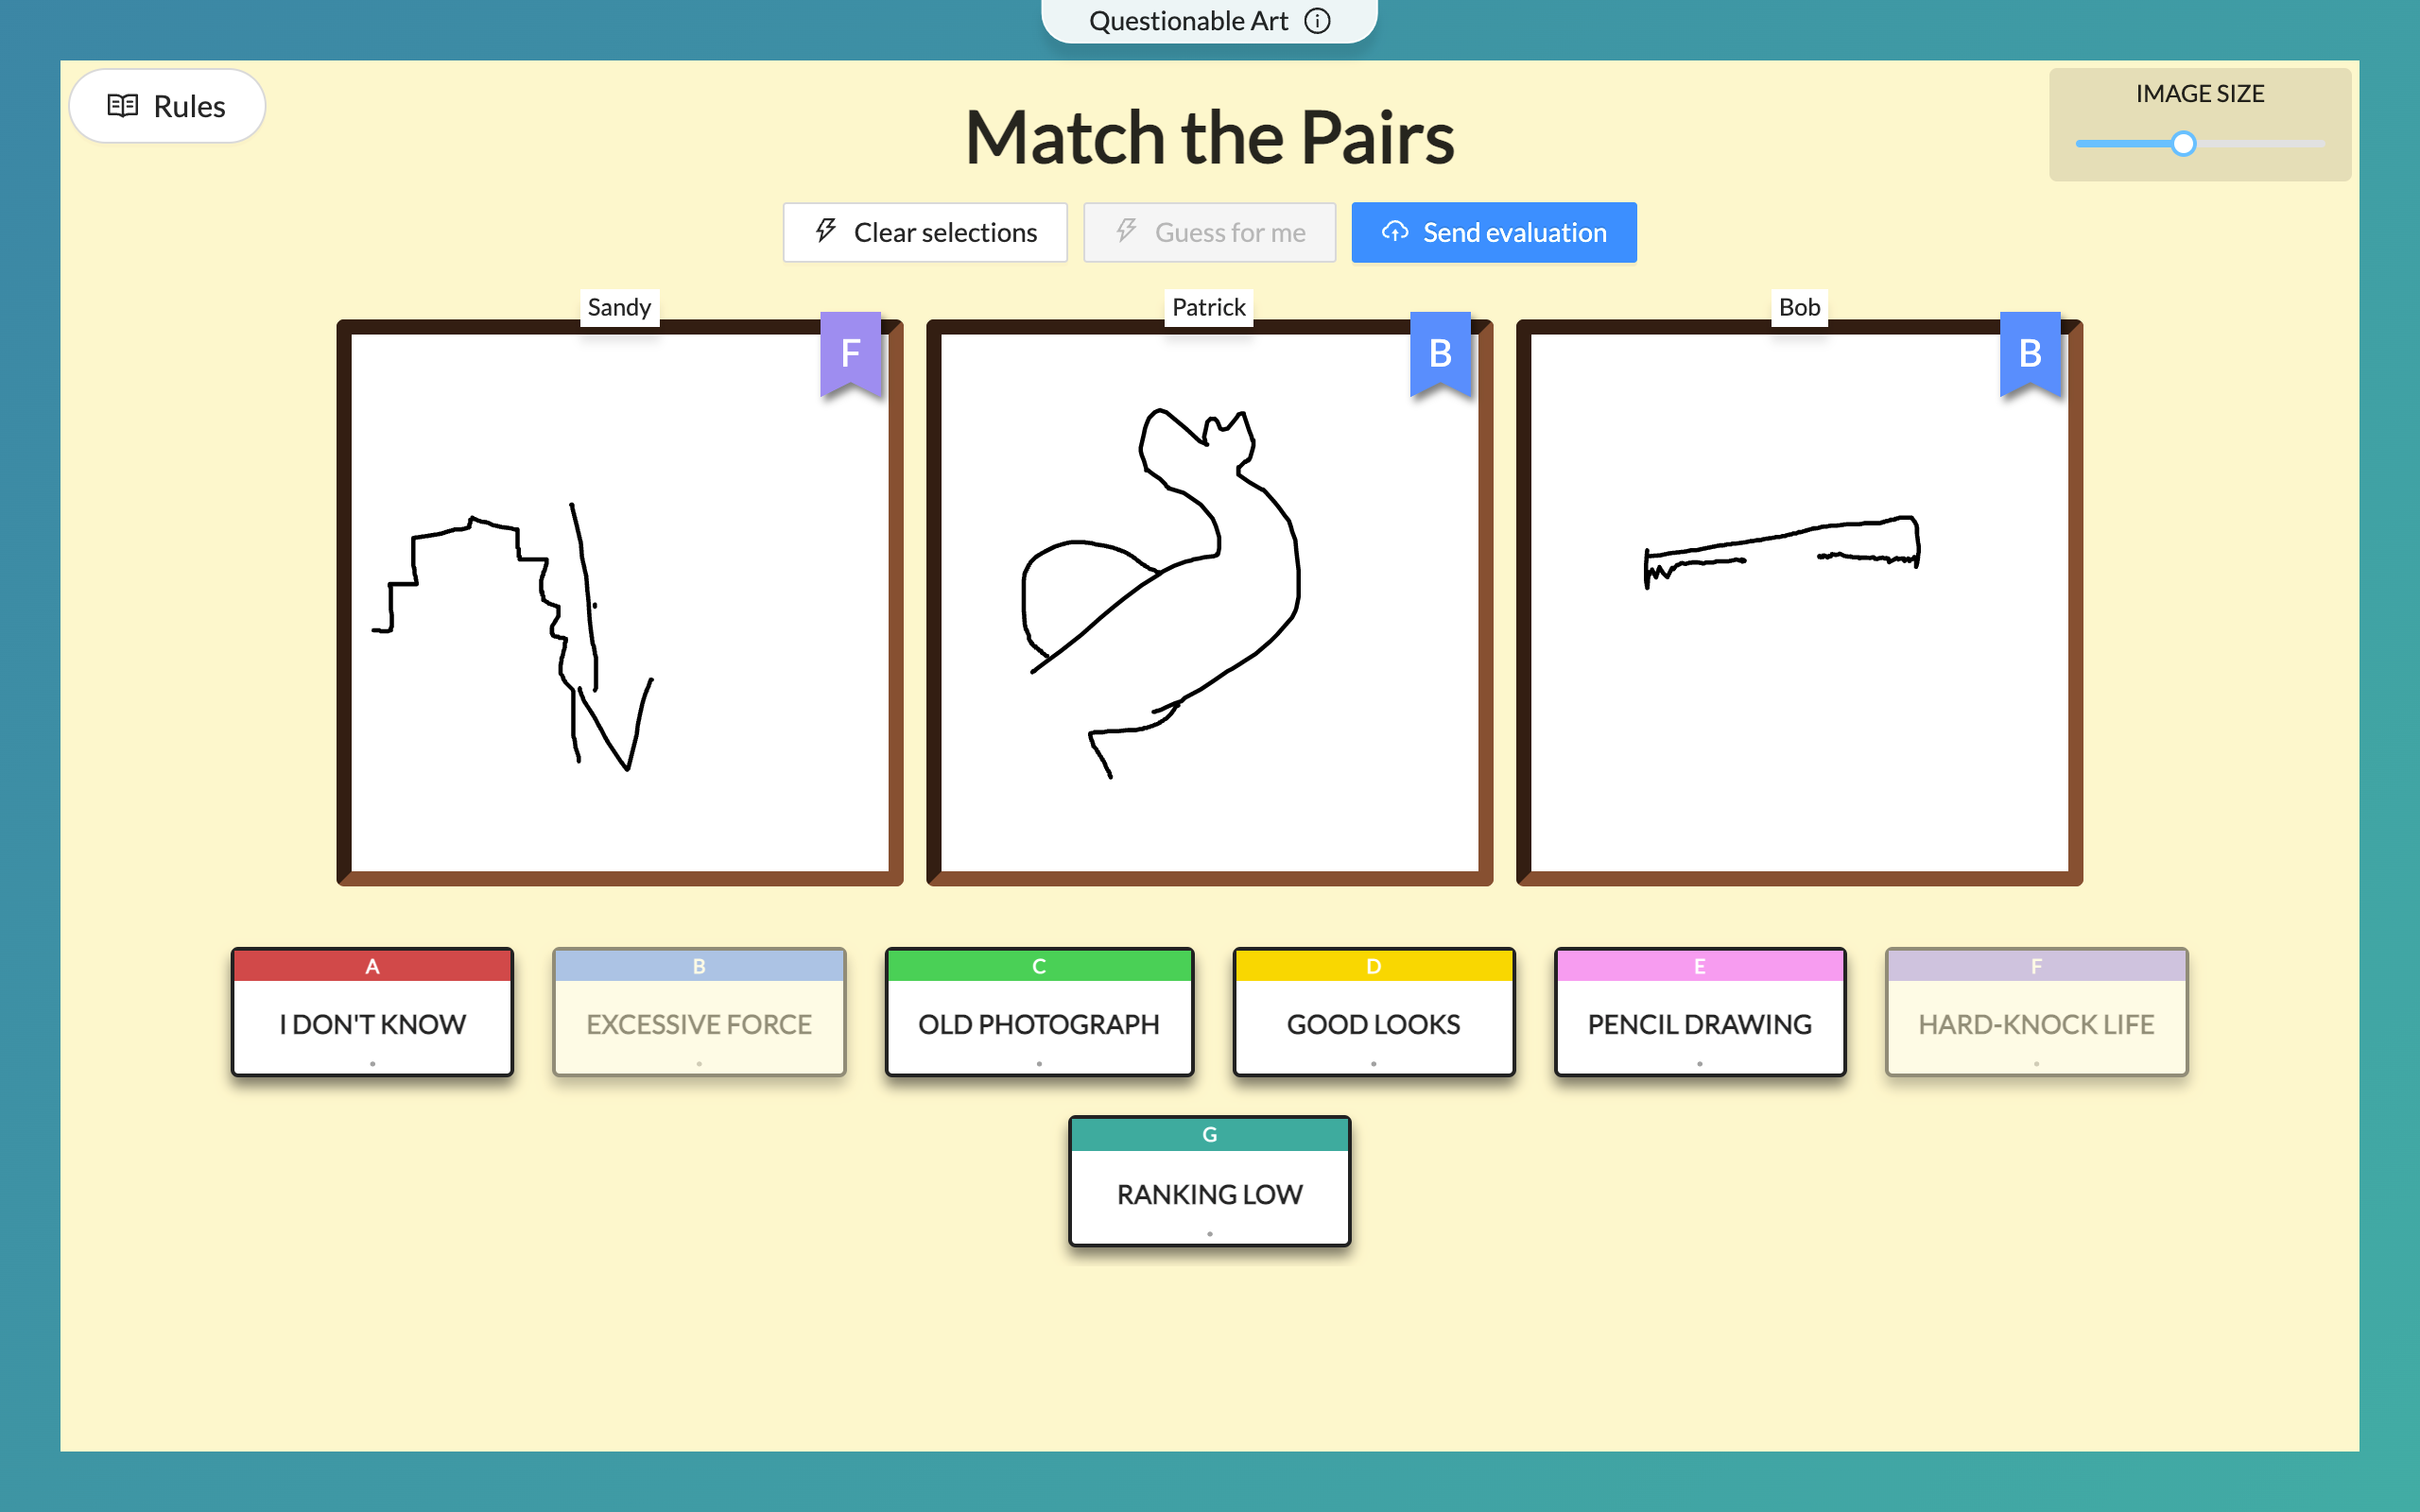 Questionable Art
Rules
IMAGE SIZE
Match the Pairs
Clear selections
Guess for me
Send evaluation
Sandy
Patrick
Bob
F
B
B
A
B
C
D
E
F
I DON'T KNOW
EXCESSIVE FORCE
OLD PHOTOGRAPH
GOOD LOOKS
PENCIL DRAWING
HARD-KNOCK LIFE
G
RANKING LOW